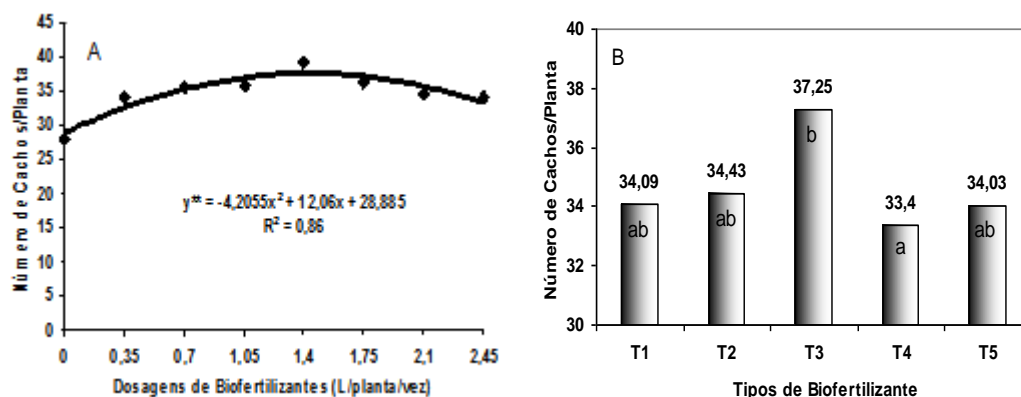 A
Número de Cachos/Planta
45
40
35
30
25
20
15
10
5
0
y** = -4,2055x² + 12,06x + 28,885
R² = 0,86
0 0,35 0,7 1,05 1,4 1,75 2,1 2,45
Dosagens de Biofertilizantes (L/planta/vez)
B
Número de Cachos/Planta
40
38
36
34
32
30
34,09
34,43
37,25
33,4
34,03
ab
ab
b
a
ab
T1 T2 T3 T4 T5
Tipos de Biofertilizante